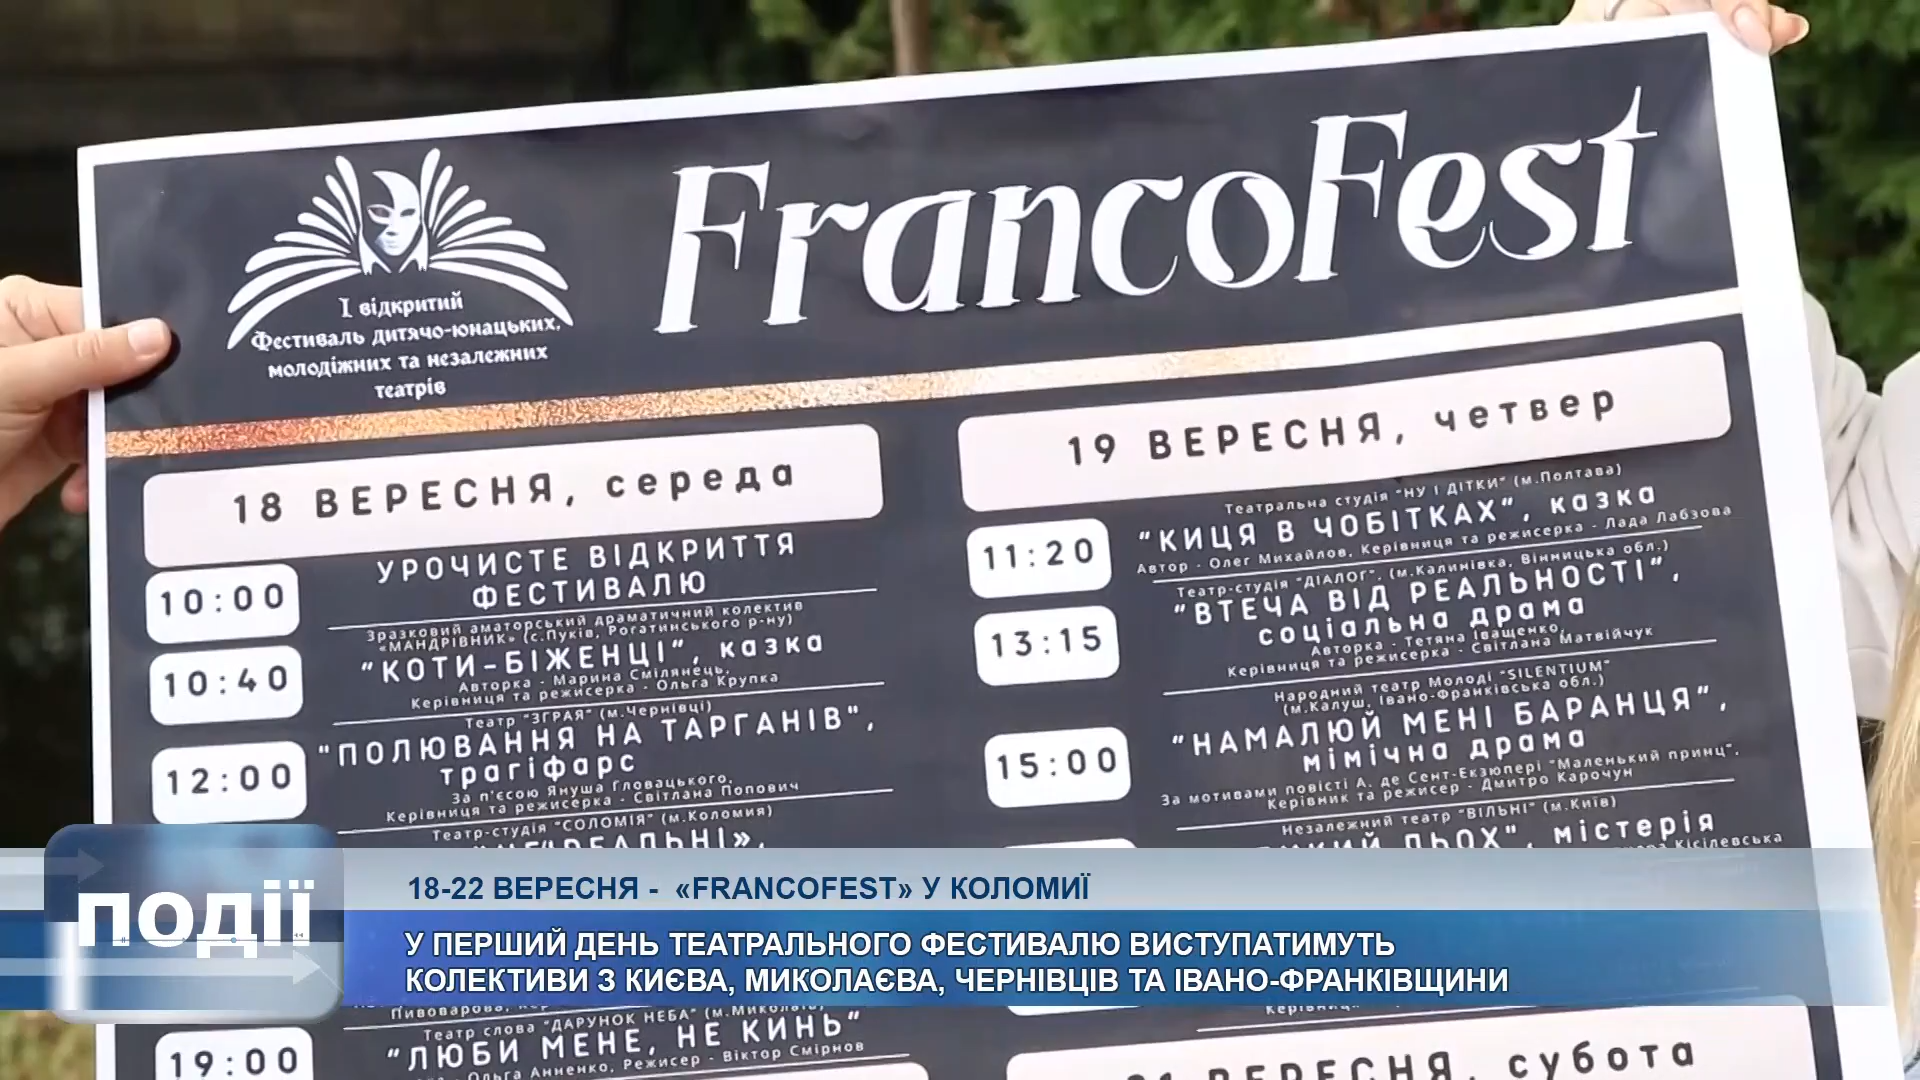 FrancoFest
І відкритий
Фестиваль дитячо-юнацьких,
молодіжних та незалежних
театрів
18 ВЕРЕСНЯ, середа
10:00
УРОЧИСТЕ ВІДКРИТТЯ
ФЕСТИВАЛЮ
10:40
Зразковий аматорський драматичний колектив
«МАНДРІВНИК» (с.Пуків, Рогатинського р-ну)
"КОТИ-БІЖЕНЦІ", казка
Авторка - Марина Смілянець,
Керівниця та режисерка - Ольга Крупка
12:00
Театр "ЗГРАЯ" (м.Чернівці)
"ПОЛЮВАННЯ НА ТАРГАНІВ",
трагіфарс
За п'єсою Януша Гловацького,
Керівниця та режисерка - Світлана Попович
Театр-студія "СОЛОМІЯ" (м.Коломия)
Театр слова "ДАРУНОК НЕБА" (м.Миколаїв)
19:00
"ЛЮБИ МЕНЕ, НЕ КИНЬ"
Ольга Анненко, Режисер - Віктор Смірнов
19 ВЕРЕСНЯ, четвер
11:20
Театральна студія "НУ І ДІТКИ" (м.Полтава)
"КИЦЯ В ЧОБІТКАХ", казка
Автор - Олег Михайлов, Керівниця та режисерка - Лада Лабзова
13:15
Театр-студія "ДІАЛОГ", (м.Калинівка, Вінницька обл.)
"ВТЕЧА ВІД РЕАЛЬНОСТІ",
соціальна драма
Авторка - Тетяна Іващенко,
Керівниця та режисерка - Світлана Матвійчук
15:00
Народний театр Молоді "SILENTIUM"
(м.Калуш, Івано-Франківська обл.)
"НАМАЛЮЙ МЕНІ БАРАНЦЯ",
мімічна драма
За мотивами повісті А. де Сент-Екзюпері "Маленький принц",
Керівник та режисер - Дмитро Карочун
Незалежний театр "ВІЛЬНІ" (м.Київ)
ЛЬОХ", містерія
Кісілевська
ВЕРЕСНЯ, субота
події
18-22 ВЕРЕСНЯ - «FRANCOFEST» У КОЛОМИЇ
У ПЕРШИЙ ДЕНЬ ТЕАТРАЛЬНОГО ФЕСТИВАЛЮ ВИСТУПАТИМУТЬ
КОЛЕКТИВИ З КИЄВА, МИКОЛАЄВА, ЧЕРНІВЦІВ ТА ІВАНО-ФРАНКІВЩИНИ